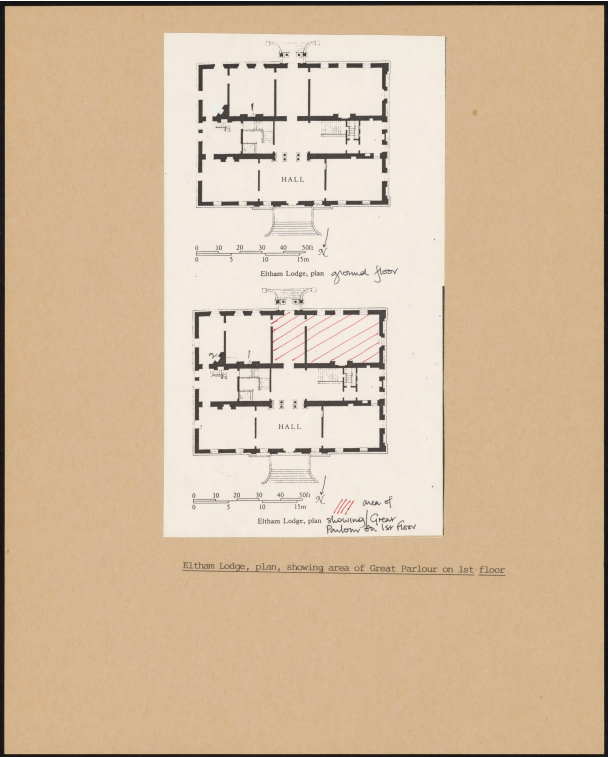 HALL
0 10 20 30 40 50ft
0 5 10 15m
N
Eltham Lodge, plan ground floor
HALL
0 10 20 30 40 50ft
0 5 10 15m
N
area of
Eltham Lodge, plan showing/Great
Parlour on 1st floor
Eltham Lodge, plan, showing area of Great Parlour on 1st floor